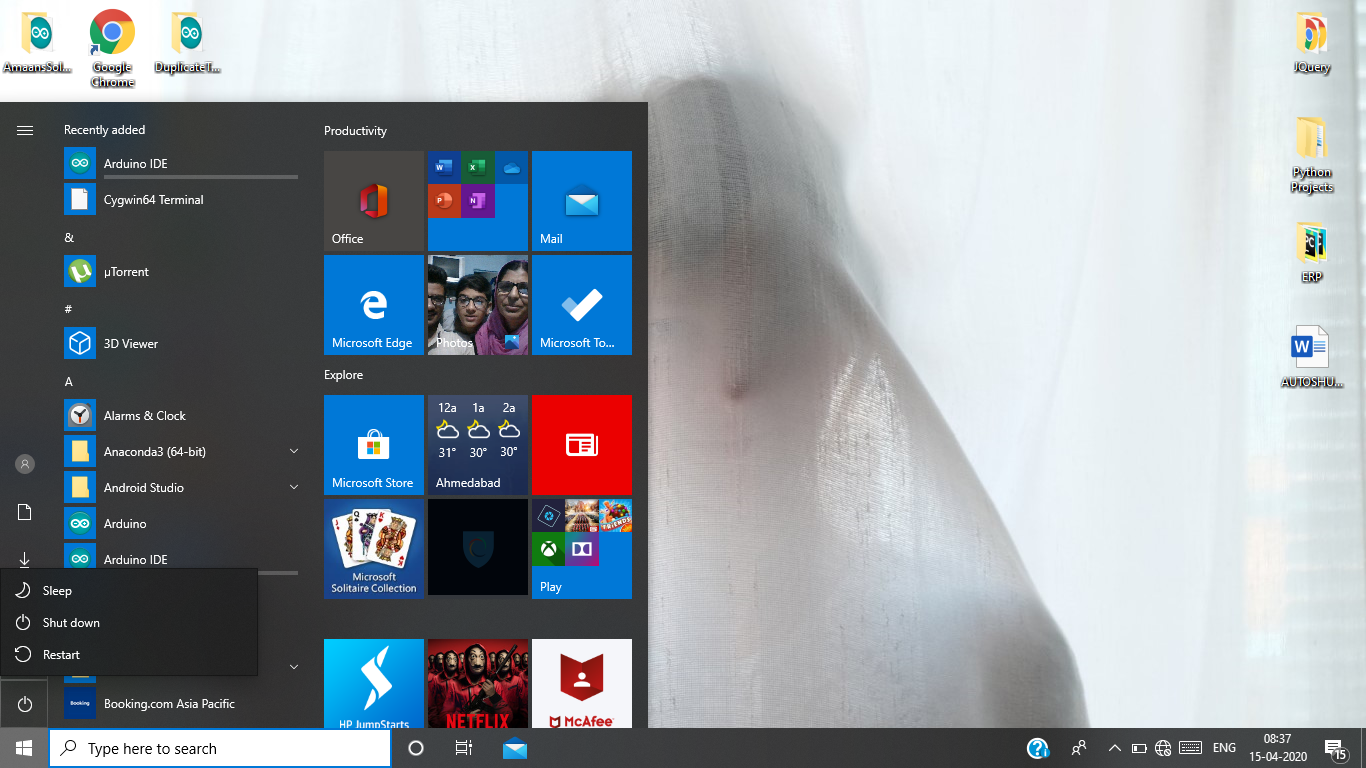 AmaansSol...
Google
Chrome
DuplicateT...
JQuery
Python
Projects
ERP
AUTOSHU...
Recently added
Arduino IDE
Cygwin64 Terminal
&
µTorrent
#
3D Viewer
A
Alarms & Clock
Anaconda3 (64-bit)
Android Studio
Arduino
Arduino IDE
Sleep
Shut down
Restart
Booking
Booking.com Asia Pacific
Productivity
Office
Mail
Microsoft Edge
Photos
Microsoft To...
Explore
Microsoft Store
12a 1a 2a
31° 30° 30°
Ahmedabad
Microsoft
Solitaire Collection
FRIENDS
Play
HP JumpStarts
NETFLIX
McAfee
Type here to search
ENG
08:37
15-04-2020
15